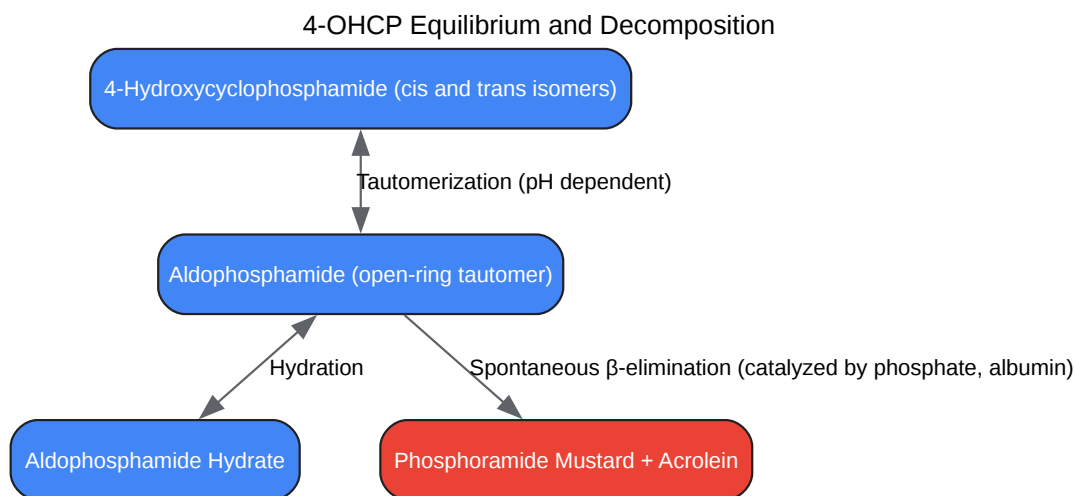 4-OHCP Equilibrium and Decomposition
4-Hydroxycyclophosphamide (cis and trans isomers)
Tautomerization (pH dependent)
Aldophosphamide (open-ring tautomer)
Hydration
Spontaneous β-elimination (catalyzed by phosphate, albumin)
Aldophosphamide Hydrate
Phosphoramide Mustard + Acrolein